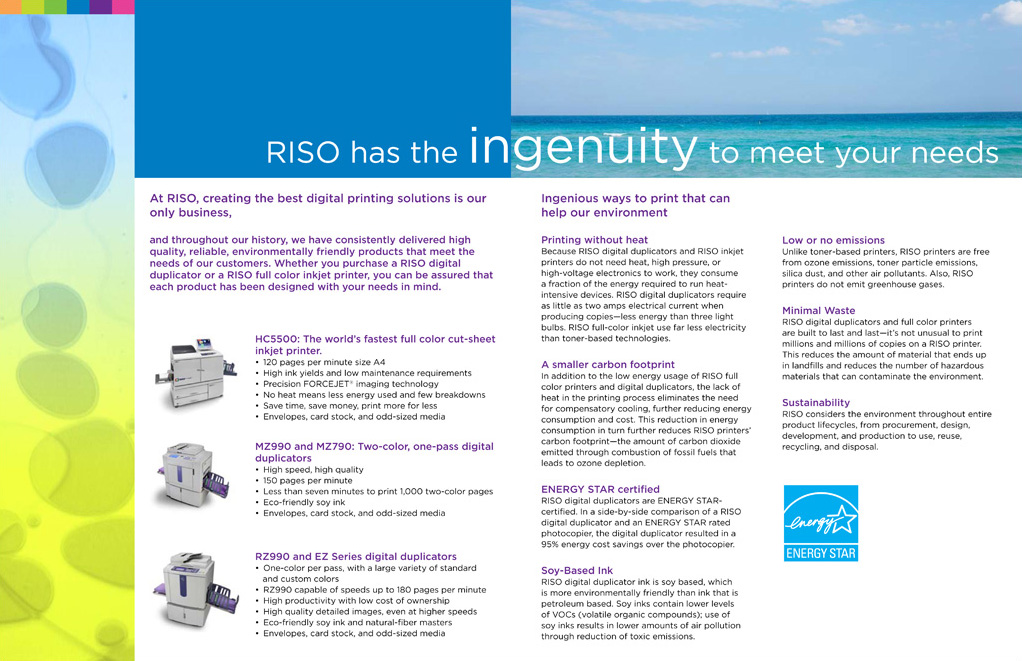 RISO has the ingenuity to meet your needs
At RISO, creating the best digital printing solutions is our
only business,
and throughout our history, we have consistently delivered high
quality, reliable, environmentally friendly products that meet the
needs of our customers. Whether you purchase a RISO digital
duplicator or a RISO full color inkjet printer, you can be assured that
each product has been designed with your needs in mind.
HC5500: The world's fastest full color cut-sheet
inkjet printer.
• 120 pages per minute size A4
• High ink yields and low maintenance requirements
• Precision FORCEJET® imaging technology
• No heat means less energy used and few breakdowns
• Save time, save money, print more for less
• Envelopes, card stock, and odd-sized media
MZ990 and MZ790: Two-color, one-pass digital
duplicators
• High speed, high quality
• 150 pages per minute
• Less than seven minutes to print 1,000 two-color pages
• Eco-friendly soy ink
• Envelopes, card stock, and odd-sized media
RZ990 and EZ Series digital duplicators
• One-color per pass, with a large variety of standard
and custom colors
• RZ990 capable of speeds up to 180 pages per minute
• High productivity with low cost of ownership
• High quality detailed images, even at higher speeds
• Eco-friendly soy ink and natural-fiber masters
• Envelopes, card stock, and odd-sized media
Ingenious ways to print that can
help our environment
Printing without heat
Because RISO digital duplicators and RISO inkjet
printers do not need heat, high pressure, or
high-voltage electronics to work, they consume
a fraction of the energy required to run heat-
intensive devices. RISO digital duplicators require
as little as two amps electrical current when
producing copies—less energy than three light
bulbs. RISO full-color inkjet use far less electricity
than toner-based technologies.
A smaller carbon footprint
In addition to the low energy usage of RISO full
color printers and digital duplicators, the lack of
heat in the printing process eliminates the need
for compensatory cooling, further reducing energy
consumption and cost. This reduction in energy
consumption in turn further reduces RISO printers'
carbon footprint—the amount of carbon dioxide
emitted through combustion of fossil fuels that
leads to ozone depletion.
ENERGY STAR certified
RISO digital duplicators are ENERGY STAR-
certified. In a side-by-side comparison of a RISO
digital duplicator and an ENERGY STAR rated
photocopier, the digital duplicator resulted in a
95% energy cost savings over the photocopier.
Soy-Based Ink
RISO digital duplicator ink is soy based, which
is more environmentally friendly than ink that is
petroleum based. Soy inks contain lower levels
of VOCs (volatile organic compounds); use of
soy inks results in lower amounts of air pollution
through reduction of toxic emissions.
Low or no emissions
Unlike toner-based printers, RISO printers are free
from ozone emissions, toner particle emissions,
silica dust, and other air pollutants. Also, RISO
printers do not emit greenhouse gases.
Minimal Waste
RISO digital duplicators and full color printers
are built to last and last—it's not unusual to print
millions and millions of copies on a RISO printer.
This reduces the amount of material that ends up
in landfills and reduces the number of hazardous
materials that can contaminate the environment.
Sustainability
RISO considers the environment throughout entire
product lifecycles, from procurement, design,
development, and production to use, reuse,
recycling, and disposal.
energy
ENERGY STAR